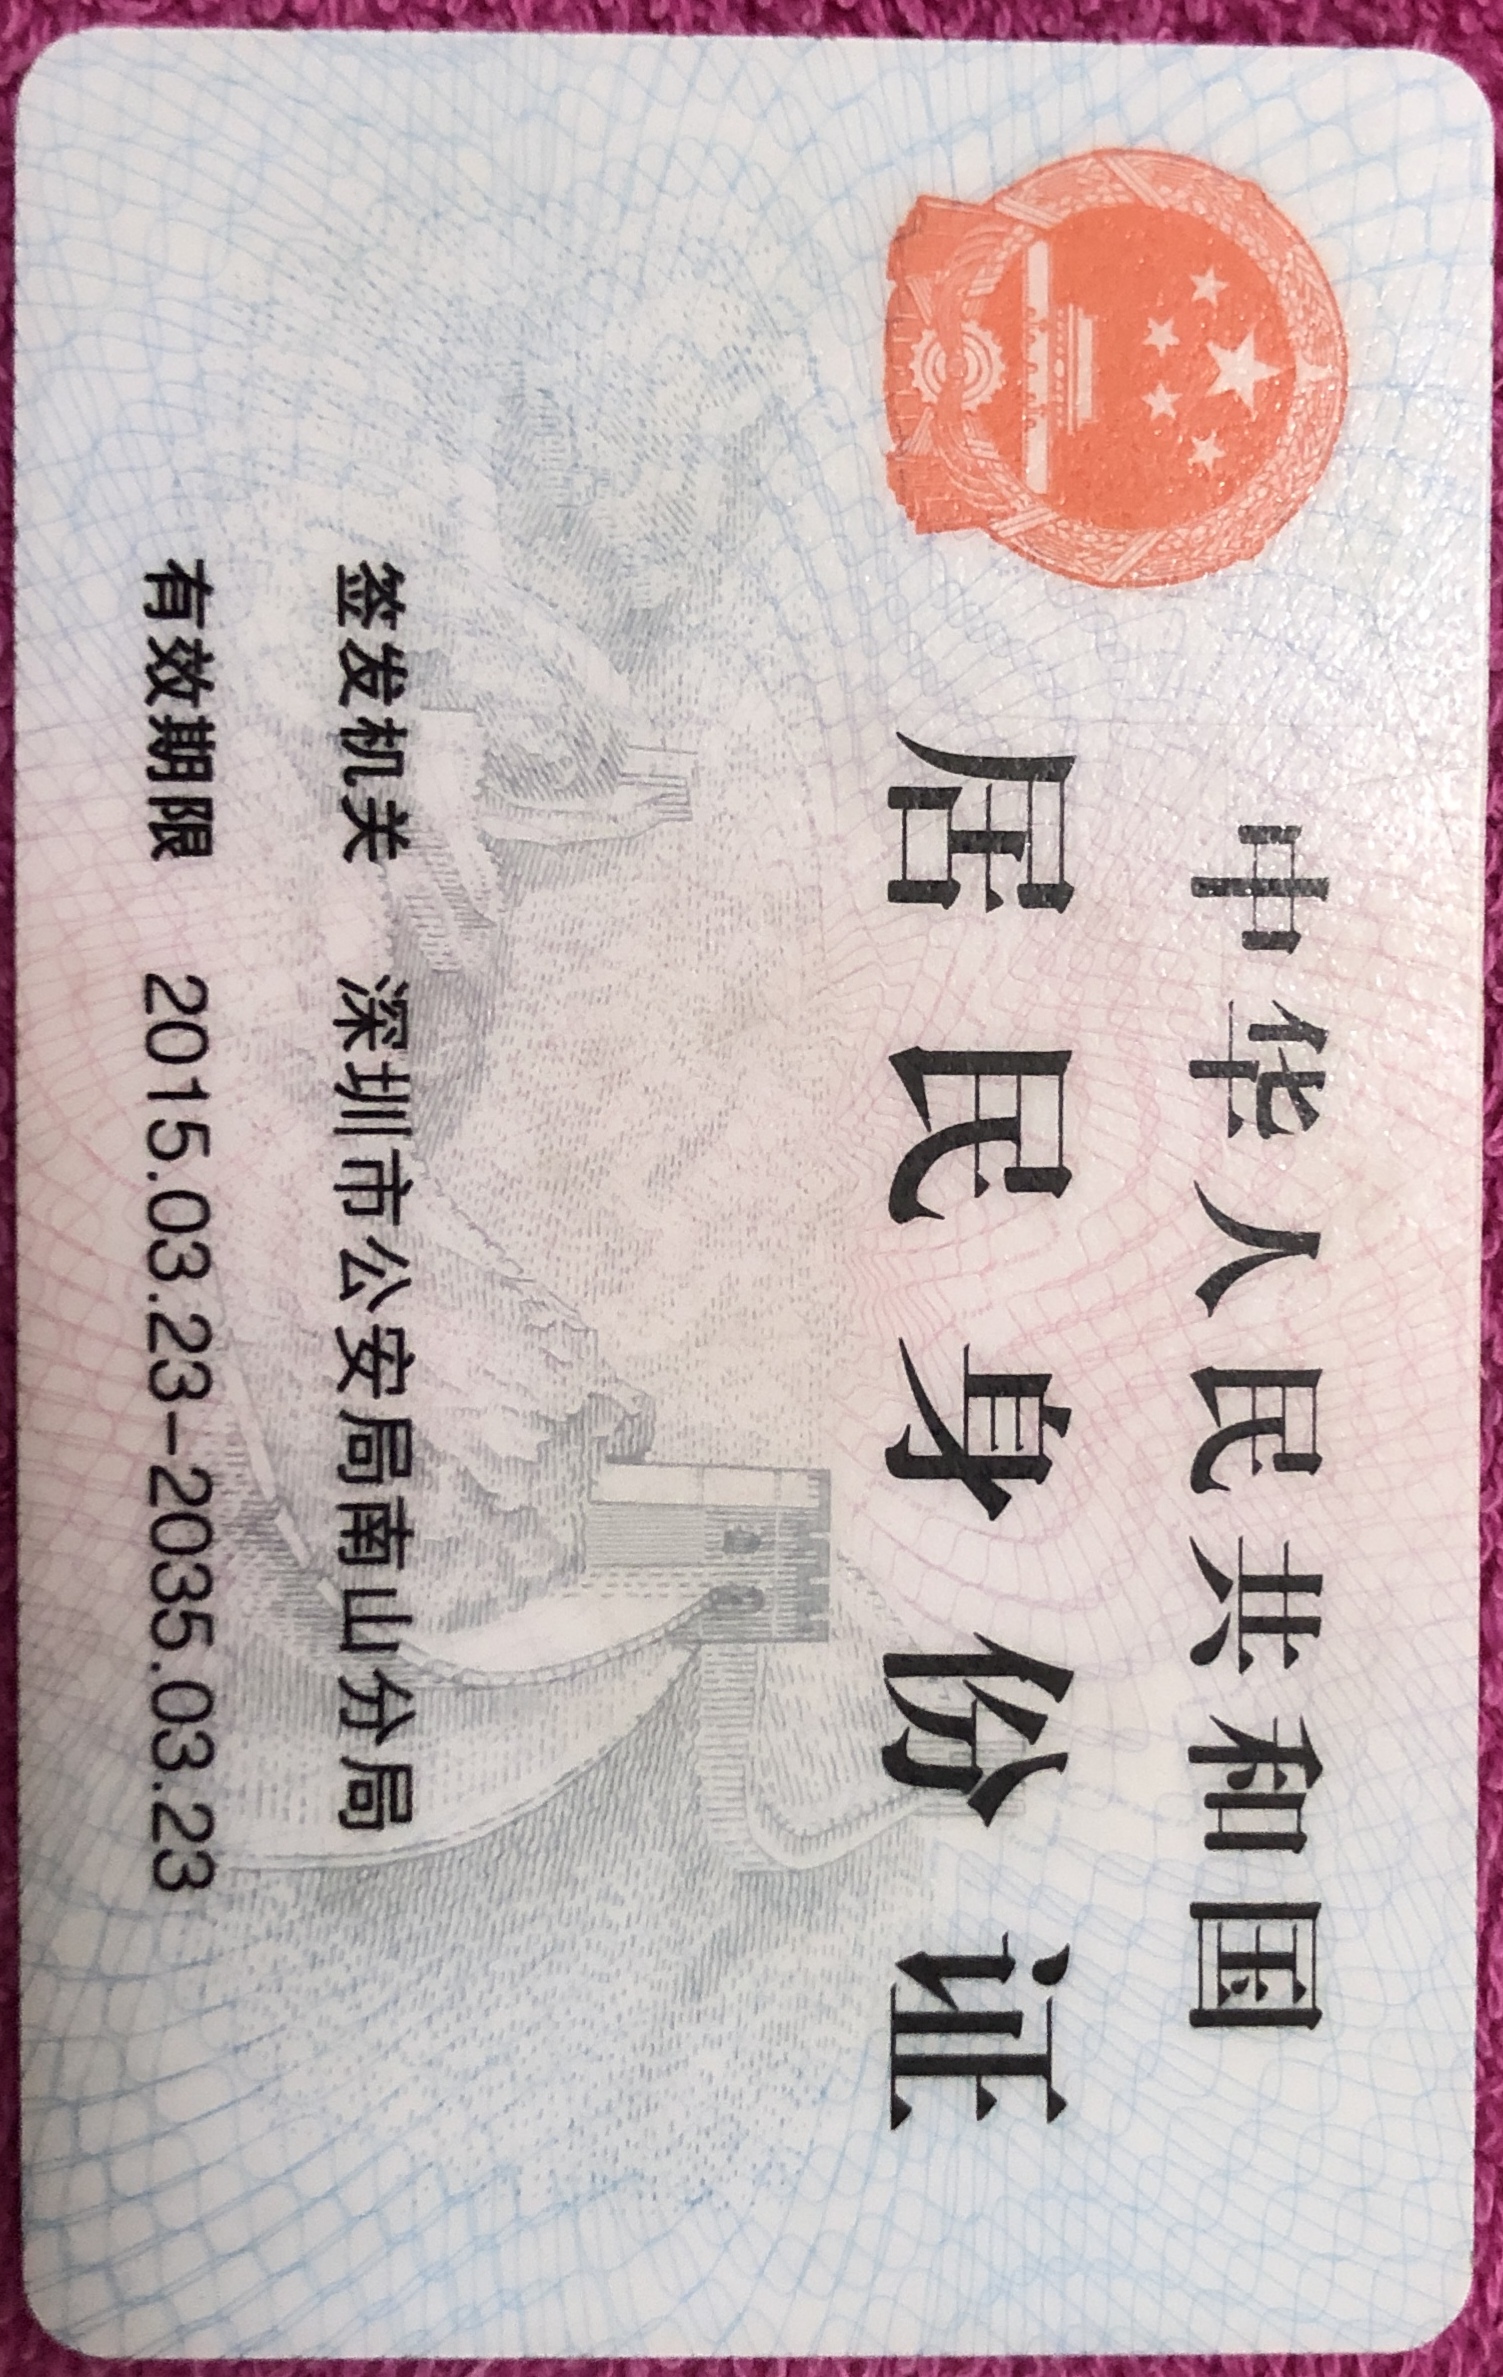 中华人民共和国
居民身份证
签发机关 深圳市公安局南山分局
有效期限 2015.03.23-2035.03.23